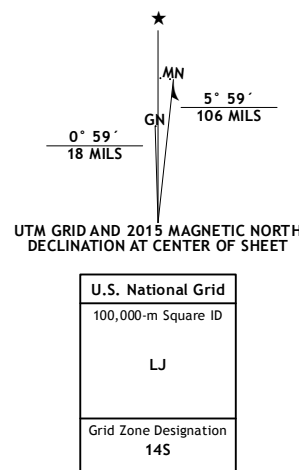 ★
MN
GN
5° 59´
106 MILS
0° 59´
18 MILS
UTM GRID AND 2015 MAGNETIC NORTH
DECLINATION AT CENTER OF SHEET
U.S. National Grid
100,000-m Square ID
LJ
Grid Zone Designation
14S